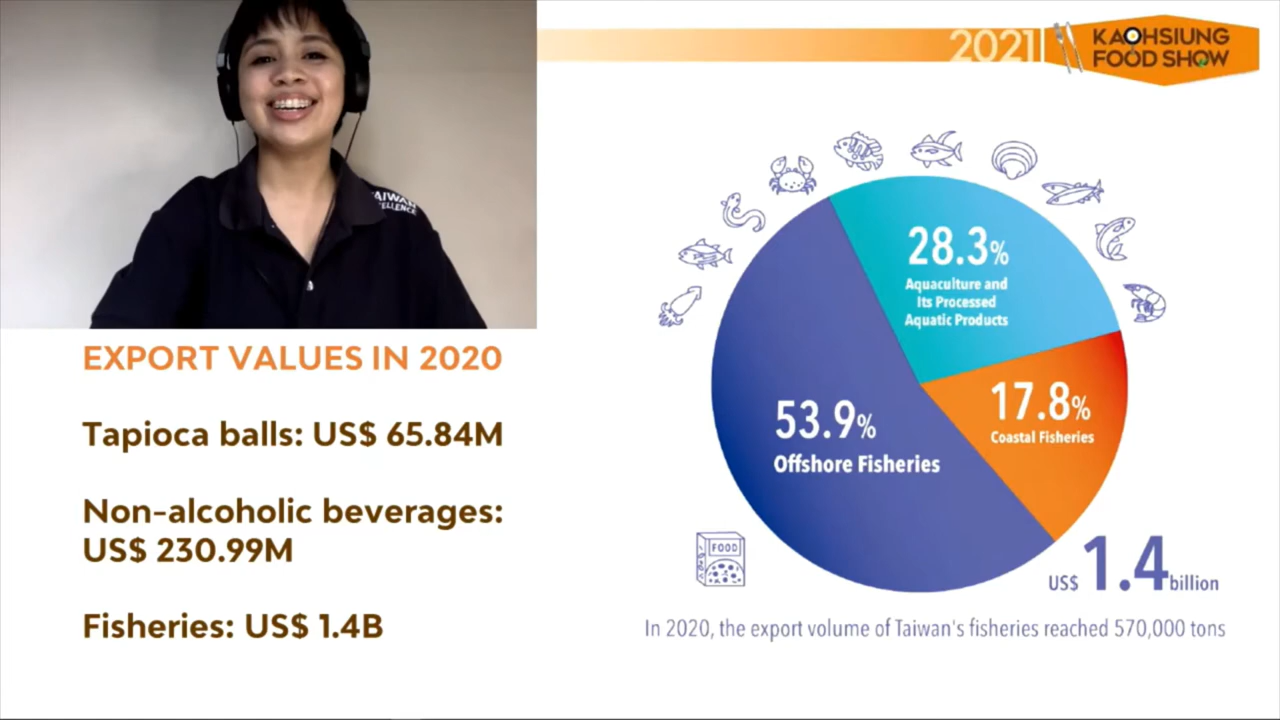 2021
KAOHSIUNG
FOOD SHOW
TAIWAN
EXCELLENCE
EXPORT VALUES IN 2020
Tapioca balls: US$ 65.84M
Non-alcoholic beverages:
US$ 230.99M
Fisheries: US$ 1.4B
28.3%
Aquaculture and
Its Processed
Aquatic Products
17.8%
Coastal Fisheries
53.9%
Offshore Fisheries
FOOD
US$ 1.4 billion
In 2020, the export volume of Taiwan's fisheries reached 570,000 tons